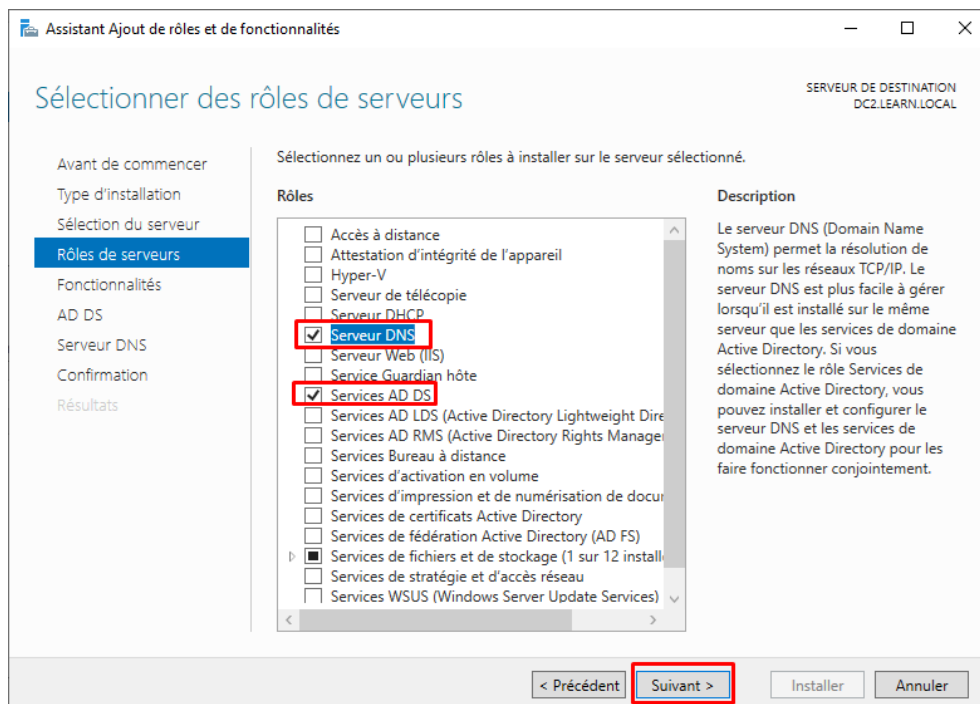 Assistant Ajout de rôles et de fonctionnalités
Sélectionner des rôles de serveurs
SERVEUR DE DESTINATION
DC2.LEARN.LOCAL
Avant de commencer
Type d'installation
Sélection du serveur
Rôles de serveurs
Fonctionnalités
AD DS
Serveur DNS
Confirmation
Résultats
Sélectionnez un ou plusieurs rôles à installer sur le serveur sélectionné.
Rôles
Accès à distance
Attestation d'intégrité de l'appareil
Hyper-V
Serveur de télécopie
Serveur DHCP
Serveur DNS
Serveur Web (IIS)
Service Guardian hôte
Services AD DS
Services AD LDS (Active Directory Lightweight Dire
Services AD RMS (Active Directory Rights Manage
Services Bureau à distance
Services d'activation en volume
Services d'impression et de numérisation de docu
Services de certificats Active Directory
Services de fédération Active Directory (AD FS)
Services de fichiers et de stockage (1 sur 12 install
Services de stratégie et d'accès réseau
Services WSUS (Windows Server Update Services)
Description
Le serveur DNS (Domain Name
System) permet la résolution de
noms sur les réseaux TCP/IP. Le
serveur DNS est plus facile à gérer
lorsqu'il est installé sur le même
serveur que les services de domaine
Active Directory. Si vous
sélectionnez le rôle Services de
domaine Active Directory, vous
pouvez installer et configurer le
serveur DNS et les services de
domaine Active Directory pour les
faire fonctionner conjointement.
< Précédent
Suivant >
Installer
Annuler